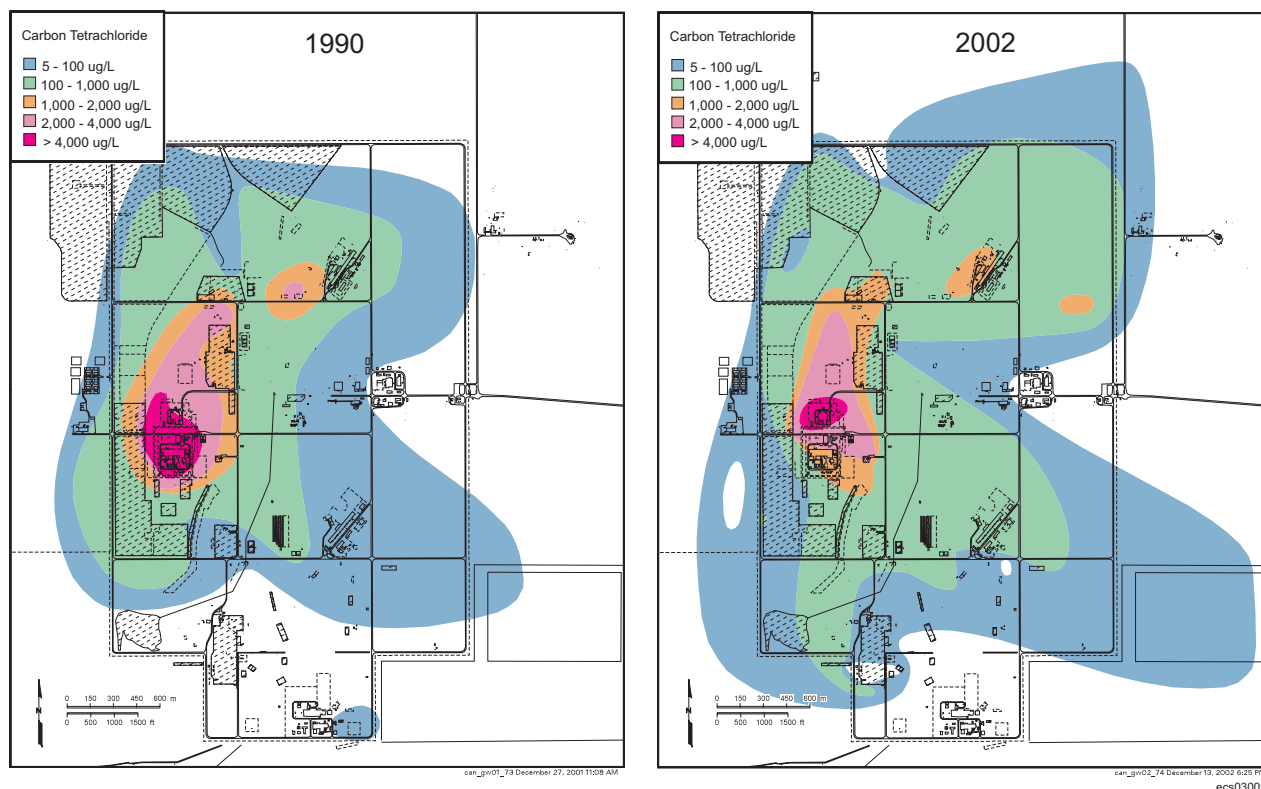 Carbon Tetrachloride
1990
5 - 100 ug/L
100 - 1,000 ug/L
1,000 - 2,000 ug/L
2,000 - 4,000 ug/L
> 4,000 ug/L
N
0 150 300 450 600 m
0 500 1000 1500 ft
can_gw01_73 December 27, 2001 11:08 AM
Carbon Tetrachloride
2002
5 - 100 ug/L
100 - 1,000 ug/L
1,000 - 2,000 ug/L
2,000 - 4,000 ug/L
> 4,000 ug/L
N
0 150 300 450 600 m
0 500 1000 1500 ft
can_gw02_74 December 13, 2002 6:25 PM